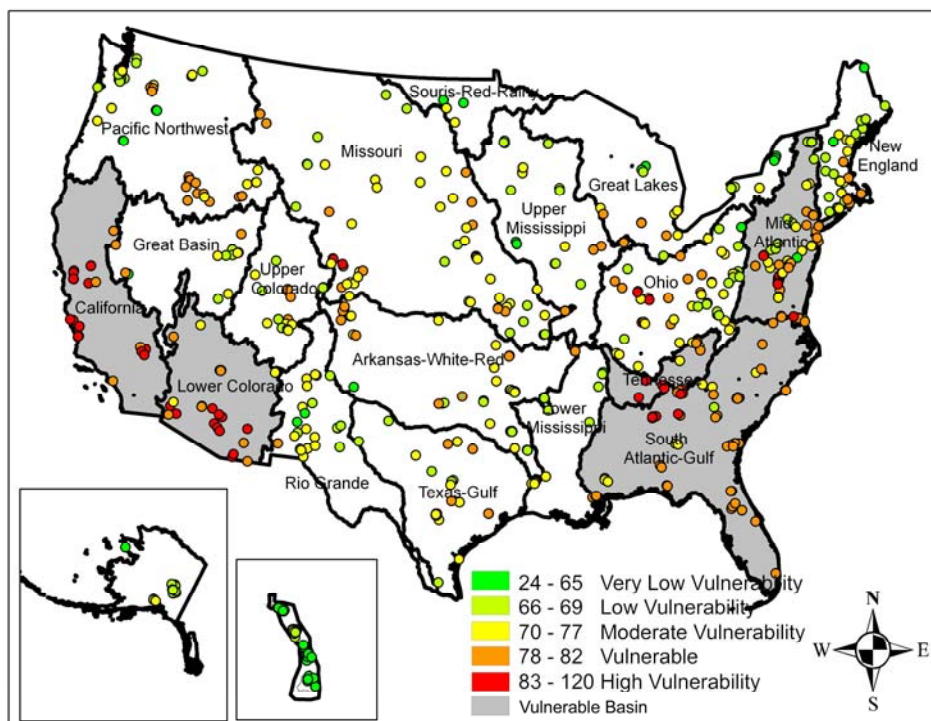 Souris-Red-Rainy
Pacific Northwest
Missouri
New
England
Great Lakes
Upper
Mississippi
Mid
Atlantic
Great Basin
Upper
Colorado
Ohio
California
Arkansas-White-Red
Lower Colorado
Tennessee
Lower
Mississippi
South
Atlantic-Gulf
Rio Grande
Texas-Gulf
24 - 65 Very Low Vulnerability
66 - 69 Low Vulnerability
70 - 77 Moderate Vulnerability
78 - 82 Vulnerable
83 - 120 High Vulnerability
Vulnerable Basin
N
W E
S